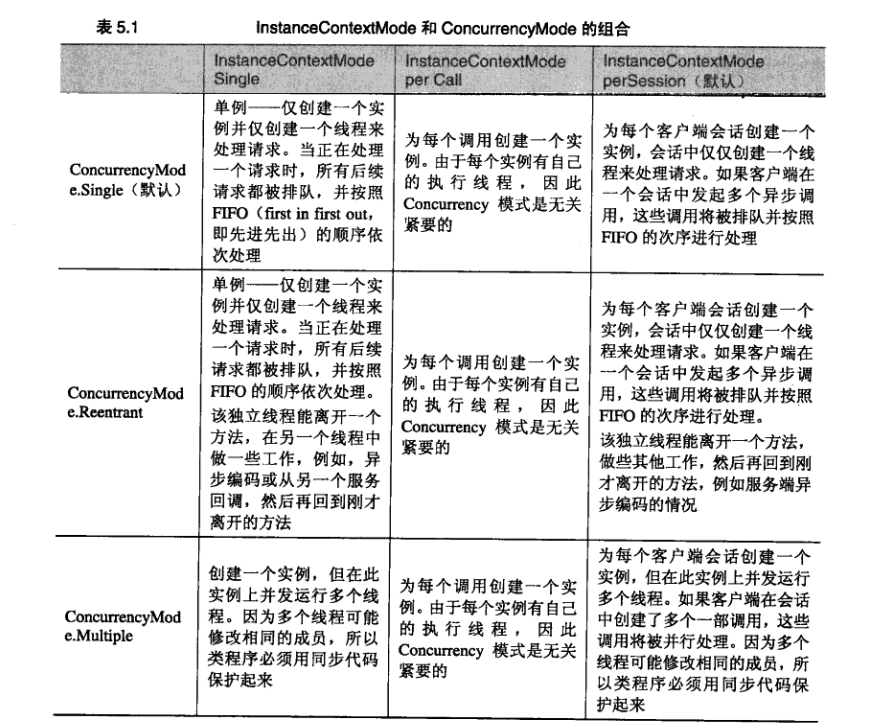 表 5.1 InstanceContextMode 和 ConcurrencyMode 的组合
InstanceContextMode
Single
InstanceContextMode
per Call
InstanceContextMode
perSession（默认）
ConcurrencyMod
e.Single（默认）
单例——仅创建一个实
例并仅创建一个线程来
处理请求。当正在处理
一个请求时，所有后续
请求都被排队，并按照
FIFO（first in first out，
即先进先出）的顺序依
次处理
为每个调用创建一个实
例。由于每个实例有自己
的执行线程，因此
Concurrency 模式是无关
紧要的
为每个客户端会话创建一个
实例，会话中仅仅创建一个线
程来处理请求。如果客户端在
一个会话中发起多个异步调
用，这些调用将被排队并按照
FIFO 的次序进行处理
ConcurrencyMod
e.Reentrant
单例——仅创建一个实
例并仅创建一个线程来
处理请求。当正在处理
一个请求时，所有后续
请求都被排队，并按照
FIFO 的顺序依次处理。
该独立线程能离开一个
方法，在另一个线程中
做一些工作，例如，异
步编码或从另一个服务
回调，然后再回到刚才
离开的方法
为每个调用创建一个实
例。由于每个实例有自己
的执行线程，因此
Concurrency 模式是无关
紧要的
为每个客户端会话创建一个
实例，会话中仅仅创建一个线
程来处理请求。如果客户端在
一个会话中发起多个异步调
用，这些调用将被排队并按照
FIFO 的次序进行处理。
该独立线程能离开一个方法，
做些其他工作，然后再回到刚
才离开的方法，例如服务端异
步编码的情况
ConcurrencyMod
e.Multiple
创建一个实例，但在此
实例上并发运行多个线
程。因为多个线程可能
修改相同的成员，所以
类程序必须用同步代码
保护起来
为每个调用创建一个实
例。由于每个实例有自己
的执行线程，因此
Concurrency 模式是无关
紧要的
为每个客户端会话创建一个
实例，但在此实例上并发运行
多个线程。如果客户端在会话
中创建了多个一部调用，这些
调用将被并行处理。因为多个
线程可能修改相同的成员，所
以类程序必须用同步代码保
护起来